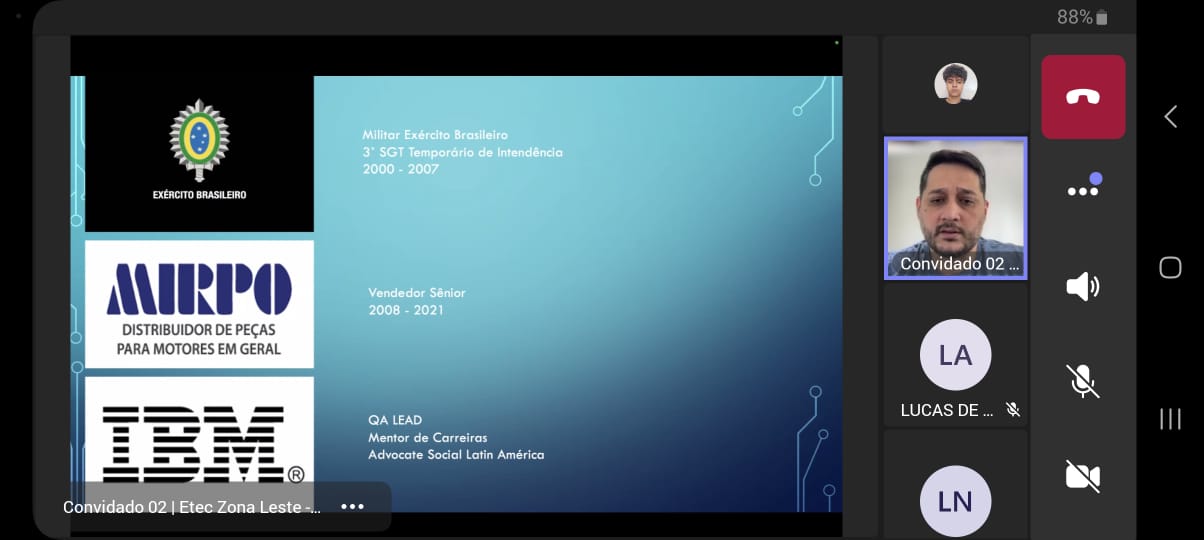 88%
EXÉRCITO BRASILEIRO
Militar Exército Brasileiro
3° SGT Temporário de Intendência
2000 - 2007
MIRPO
DISTRIBUIDOR DE PEÇAS
PARA MOTORES EM GERAL
Vendedor Sênior
2008 - 2021
IBM®
QA LEAD
Mentor de Carreiras
Advocate Social Latin América
Convidado 02 | Etec Zona Leste -...
Convidado 02 ...
LA
LUCAS DE ...
LN